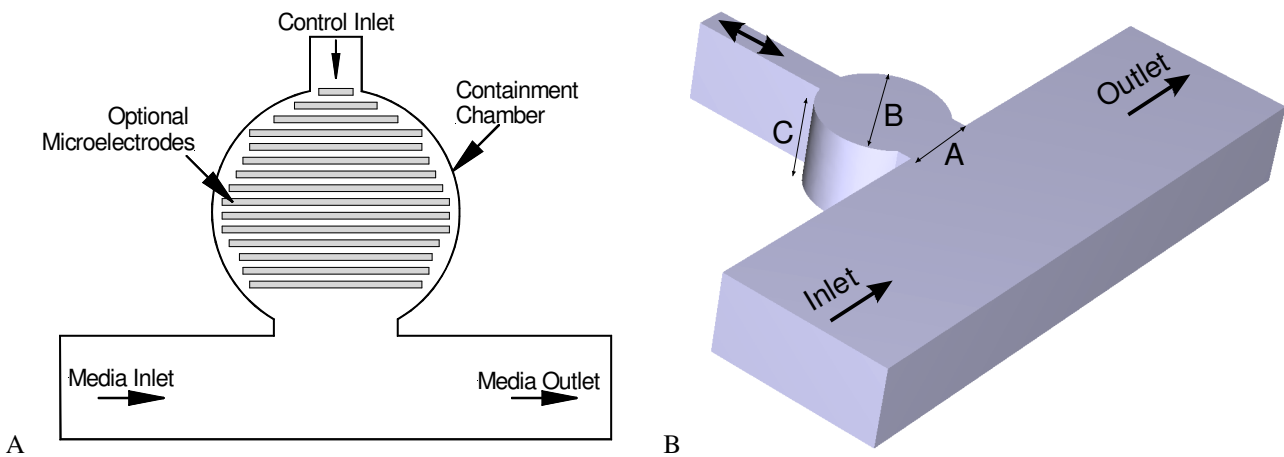 Control Inlet
Containment
Chamber
Optional
Microelectrodes
Media Inlet
Media Outlet
A
Outlet
B
C
A
Inlet
B